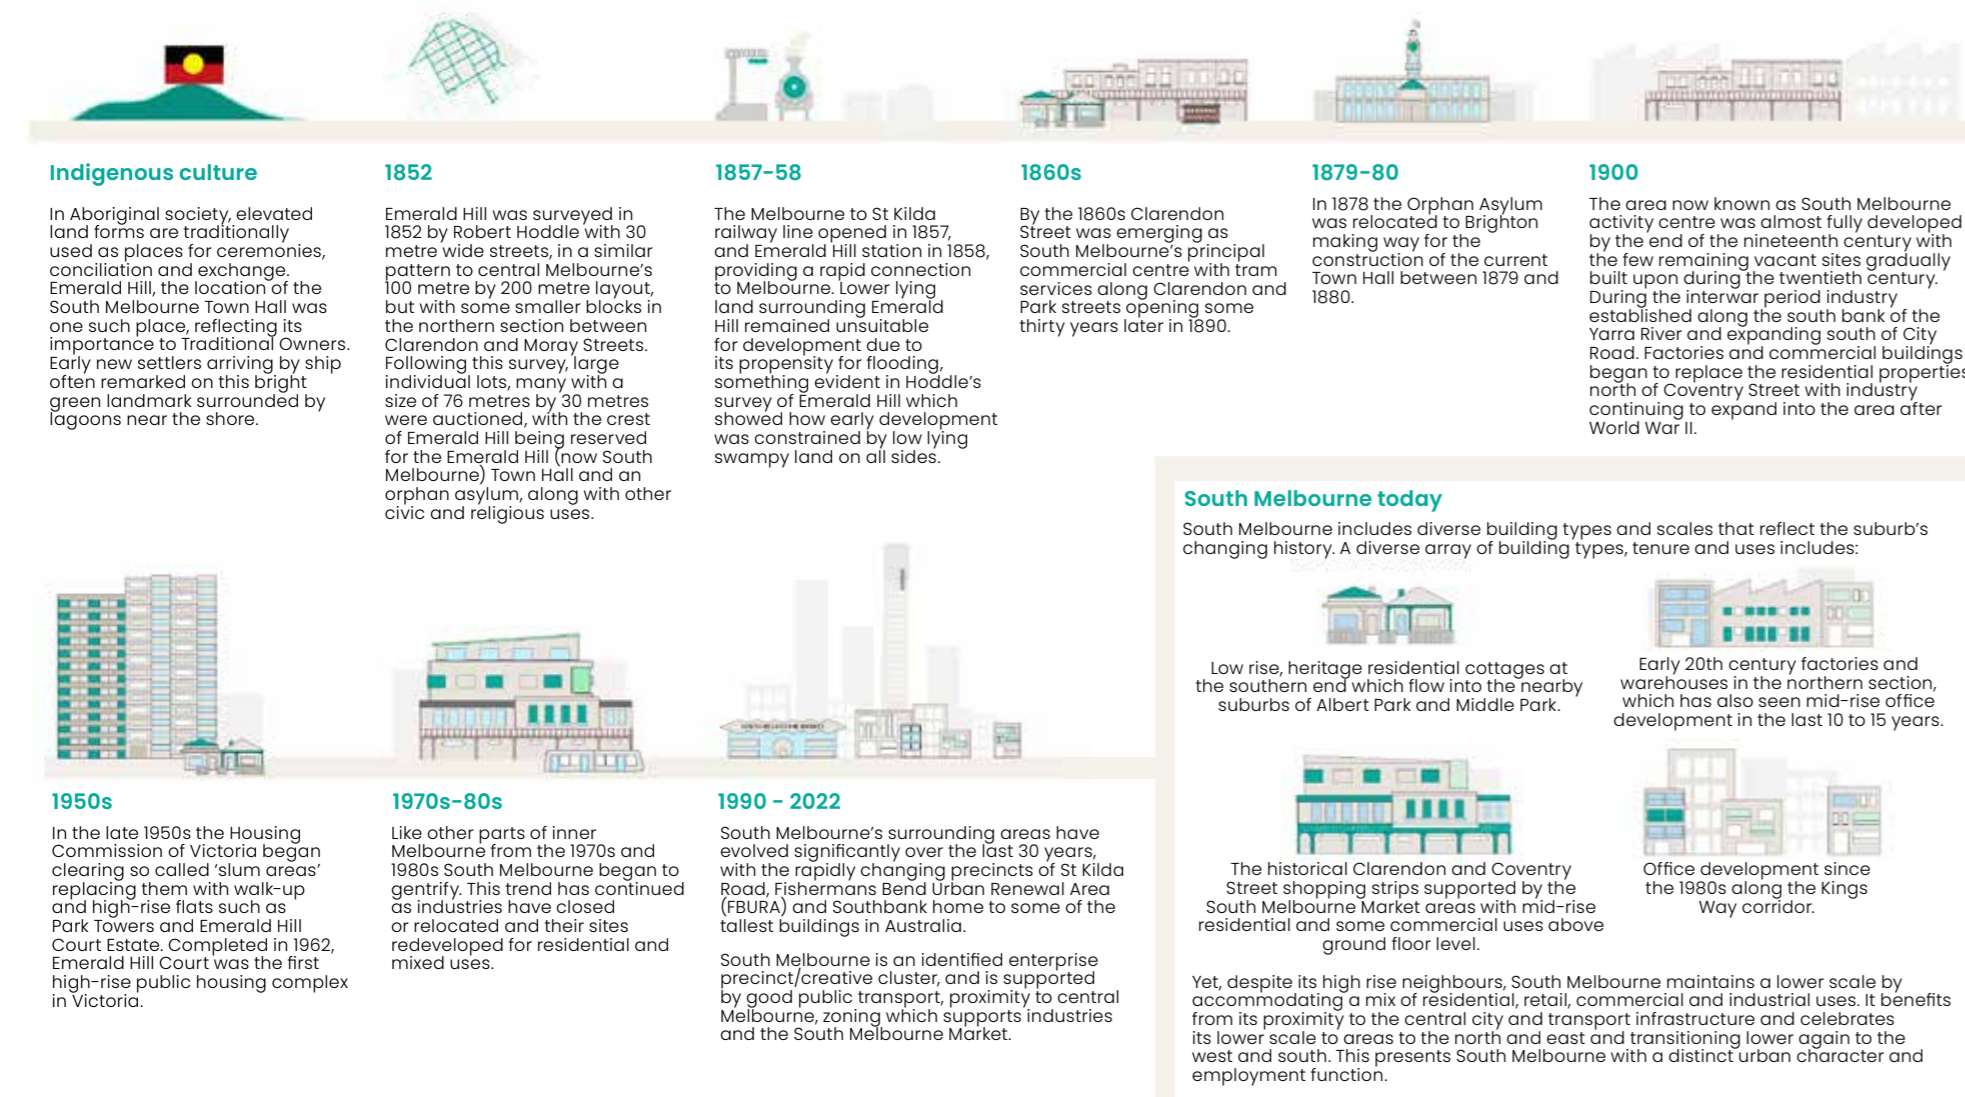 Indigenous culture
In Aboriginal society, elevated
land forms are traditionally
used as places for ceremonies,
conciliation and exchange.
Emerald Hill, the location of the
South Melbourne Town Hall was
one such place, reflecting its
importance to Traditional Owners.
Early new settlers arriving by ship
often remarked on this bright
green landmark surrounded by
lagoons near the shore.
1852
Emerald Hill was surveyed in
1852 by Robert Hoddle with 30
metre wide streets, in a similar
pattern to central Melbourne's
100 metre by 200 metre layout,
but with some smaller blocks in
the northern section between
Clarendon and Moray Streets.
Following this survey, large
individual lots, many with a
size of 76 metres by 30 metres
were auctioned, with the crest
of Emerald Hill being reserved
for the Emerald Hill (now South
Melbourne) Town Hall and an
orphan asylum, along with other
civic and religious uses.
1857-58
The Melbourne to St Kilda
railway line opened in 1857,
and Emerald Hill station in 1858,
providing a rapid connection
to Melbourne. Lower lying
land surrounding Emerald
Hill remained unsuitable
for development due to
its propensity for flooding,
something evident in Hoddle's
survey of Emerald Hill which
showed how early development
was constrained by low lying
swampy land on all sides.
1860s
By the 1860s Clarendon
Street was emerging as
South Melbourne's principal
commercial centre with tram
services along Clarendon and
Park streets opening some
thirty years later in 1890.
1879-80
In 1878 the Orphan Asylum
was relocated to Brighton
making way for the
construction of the current
Town Hall between 1879 and
1880.
1900
The area now known as South Melbourne
activity centre was almost fully developed
by the end of the nineteenth century with
the few remaining vacant sites gradually
built upon during the twentieth century.
During the interwar period industry
established along the south bank of the
Yarra River and expanding south of City
Road. Factories and commercial buildings
began to replace the residential properties
north of Coventry Street with industry
continuing to expand into the area after
World War II.
1950s
In the late 1950s the Housing
Commission of Victoria began
clearing so called 'slum areas'
replacing them with walk-up
and high-rise flats such as
Park Towers and Emerald Hill
Court Estate. Completed in 1962,
Emerald Hill Court was the first
high-rise public housing complex
in Victoria.
1970s-80s
Like other parts of inner
Melbourne from the 1970s and
1980s South Melbourne began to
gentrify. This trend has continued
as industries have closed
or relocated and their sites
redeveloped for residential and
mixed uses.
1990 - 2022
South Melbourne's surrounding areas have
evolved significantly over the last 30 years,
with the rapidly changing precincts of St Kilda
Road, Fishermans Bend Urban Renewal Area
(FBURA) and Southbank home to some of the
tallest buildings in Australia.
South Melbourne is an identified enterprise
precinct/creative cluster, and is supported
by good public transport, proximity to central
Melbourne, zoning which supports industries
and the South Melbourne Market.
South Melbourne today
South Melbourne includes diverse building types and scales that reflect the suburb's
changing history. A diverse array of building types, tenure and uses includes:
Low rise, heritage residential cottages at
the southern end which flow into the nearby
suburbs of Albert Park and Middle Park.
Early 20th century factories and
warehouses in the northern section,
which has also seen mid-rise office
development in the last 10 to 15 years.
The historical Clarendon and Coventry
Street shopping strips supported by the
South Melbourne Market areas with mid-rise
residential and some commercial uses above
ground floor level.
Office development since
the 1980s along the Kings
Way corridor.
Yet, despite its high rise neighbours, South Melbourne maintains a lower scale by
accommodating a mix of residential, retail, commercial and industrial uses. It benefits
from its proximity to the central city and transport infrastructure and celebrates
its lower scale to areas to the north and east and transitioning lower again to the
west and south. This presents South Melbourne with a distinct urban character and
employment function.